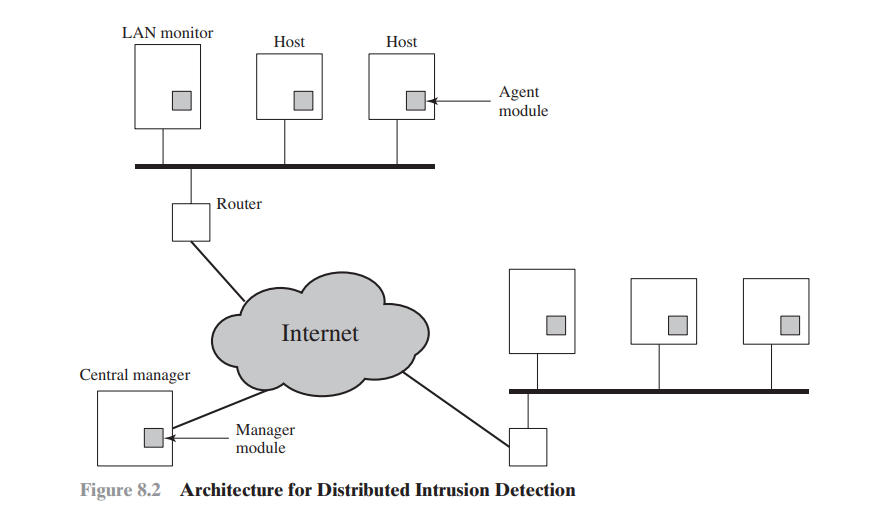 LAN monitor
Host
Host
Agent
module
Router
Internet
Central manager
Manager
module
Figure 8.2 Architecture for Distributed Intrusion Detection